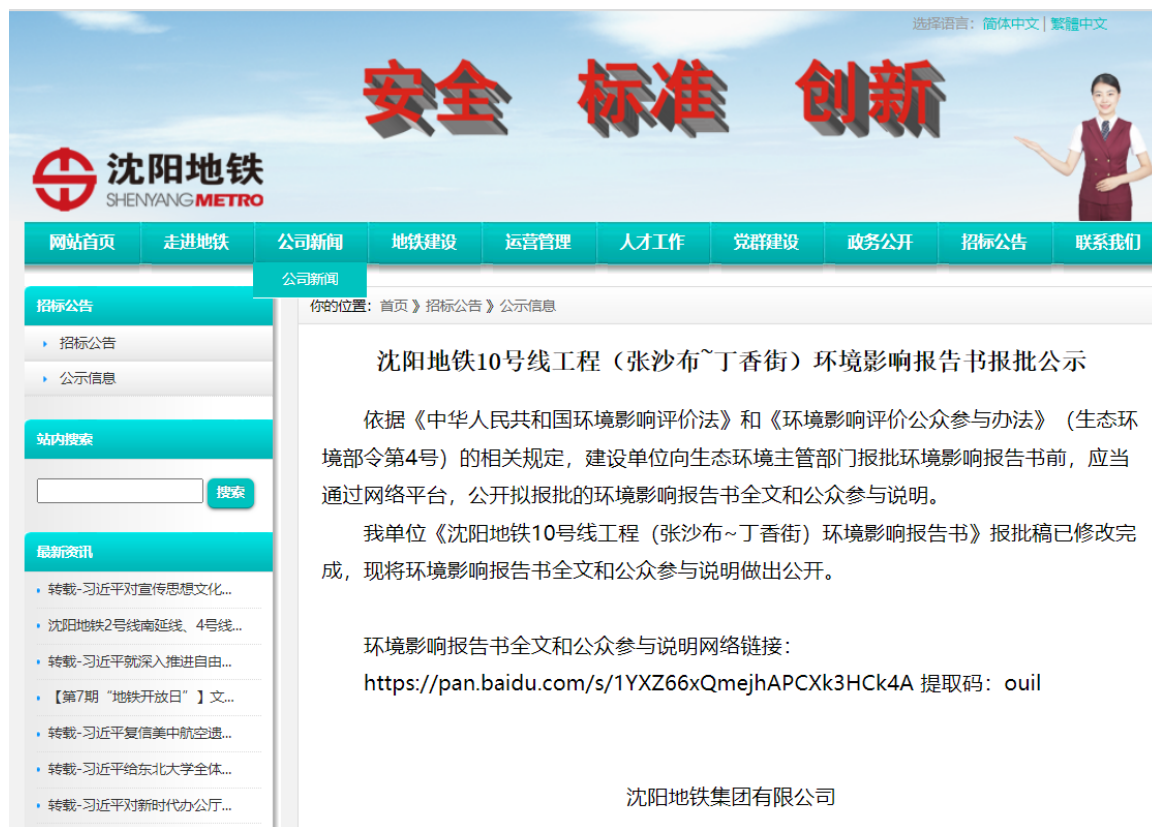 选择语言：简体中文 | 繁體中文
安全 标准 创新
沈阳地铁
SHENYANG METRO
网站首页 走进地铁 公司新闻 地铁建设 运营管理 人才工作 党群建设 政务公开 招标公告 联系我们
公司新闻
招标公告
招标公告
公示信息
站内搜索
搜索
最新资讯
转载-习近平对宣传思想文化...
沈阳地铁2号线南延线、4号线...
转载-习近平就深入推进自由...
【第7期“地铁开放日”】文...
转载-习近平复信美中航空遗...
转载-习近平给东北大学全体...
转载-习近平对新时代办公厅...
你的位置：首页 》招标公告 》公示信息
沈阳地铁10号线工程（张沙布~丁香街）环境影响报告书报批公示
依据《中华人民共和国环境影响评价法》和《环境影响评价公众参与办法》（生态环
境部令第4号）的相关规定，建设单位向生态环境主管部门报批环境影响报告书前，应当
通过网络平台，公开拟报批的环境影响报告书全文和公众参与说明。
我单位《沈阳地铁10号线工程（张沙布~丁香街）环境影响报告书》报批稿已修改完
成，现将环境影响报告书全文和公众参与说明做出公开。
环境影响报告书全文和公众参与说明网络链接：
https://pan.baidu.com/s/1YXZ66xQmejhAPCXk3HCk4A 提取码：ouil
沈阳地铁集团有限公司